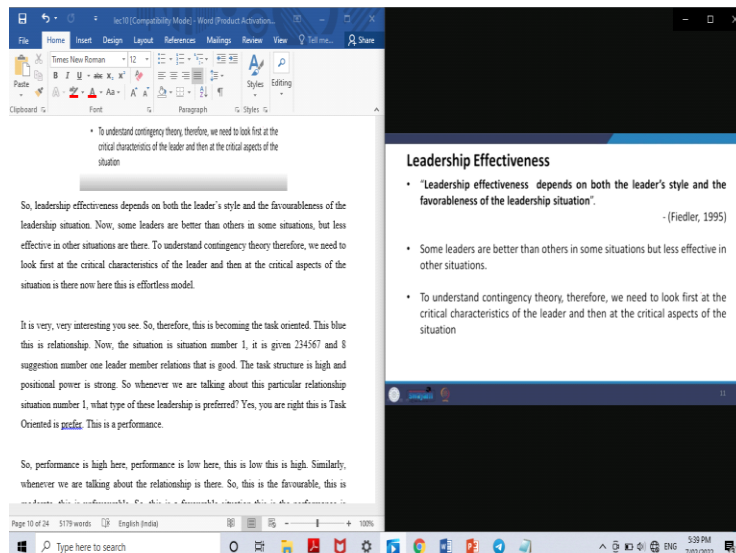 lec10 [Compatibility Mode] - Word (Product Activation...
File Home Insert Design Layout References Mailings Review View Tell me... Share
Times New Roman 12
Paste
B I U abc x₂ x²
Aa
Styles Editing
Clipboard Font Paragraph Styles
• To understand contingency theory, therefore, we need to look first at the
critical characteristics of the leader and then at the critical aspects of the
situation
So, leadership effectiveness depends on both the leader's style and the favourableness of the
leadership situation. Now, some leaders are better than others in some situations, but less
effective in other situations are there. To understand contingency theory therefore, we need to
look first at the critical characteristics of the leader and then at the critical aspects of the
situation is there now here this is effortless model.
It is very, very interesting you see. So, therefore, this is becoming the task oriented. This blue
this is relationship. Now, the situation is situation number 1, it is given 234567 and 8
suggestion number one leader member relations that is good. The task structure is high and
positional power is strong. So whenever we are talking about this particular relationship
situation number 1, what type of these leadership is preferred? Yes, you are right this is Task
Oriented is prefer. This is a performance.
So, performance is high here, performance is low here, this is low this is high. Similarly,
whenever we are talking about the relationship is there. So, this is the favourable, this is
Page 10 of 24 5179 words English (India) 100%
Leadership Effectiveness
• "Leadership effectiveness depends on both the leader's style and the
favorableness of the leadership situation".
- (Fiedler, 1995)
• Some leaders are better than others in some situations but less effective in
other situations.
• To understand contingency theory, therefore, we need to look first at the
critical characteristics of the leader and then at the critical aspects of the
situation
11
Type here to search
ENG
5:39 PM